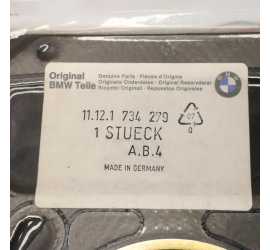 Original
BMW Teile
Genuine Parts · Pièces d'Origine
Originele Onderdelen · Original Reservdelar
Ricambi Originali · Repuestos Originales
BMW
11.12.1 734 279
1 STUECK
A.B.4
07
Q
MADE IN GERMANY